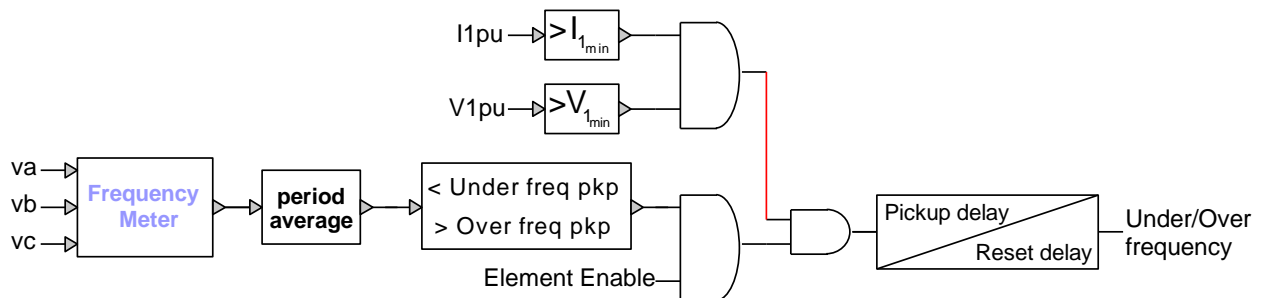 I1pu
>I1min
V1pu
>V1min
va
vb
vc
Frequency
Meter
period
average
< Under freq pkp
> Over freq pkp
Element Enable
Pickup delay
Reset delay
Under/Over
frequency